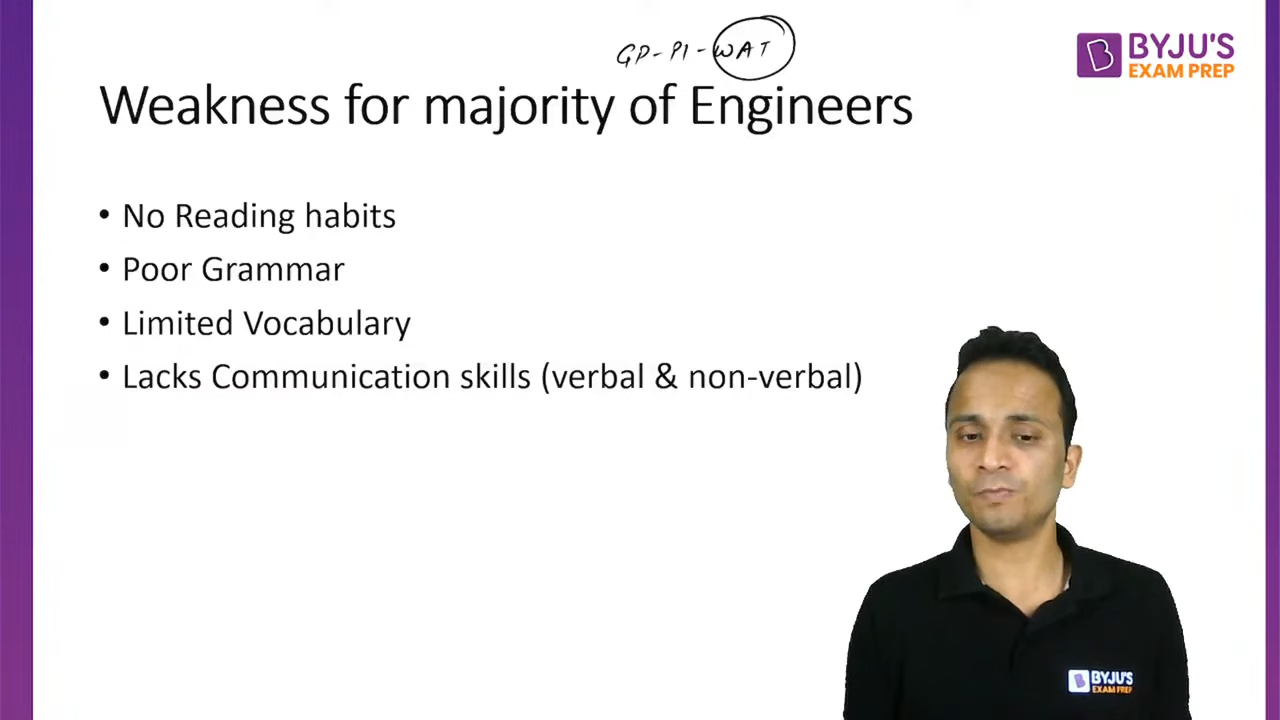 GD-PI-WAT
BYJU'S
EXAM PREP
Weakness for majority of Engineers
• No Reading habits
• Poor Grammar
• Limited Vocabulary
• Lacks Communication skills (verbal & non-verbal)
BYJU'S
EXAM PREP